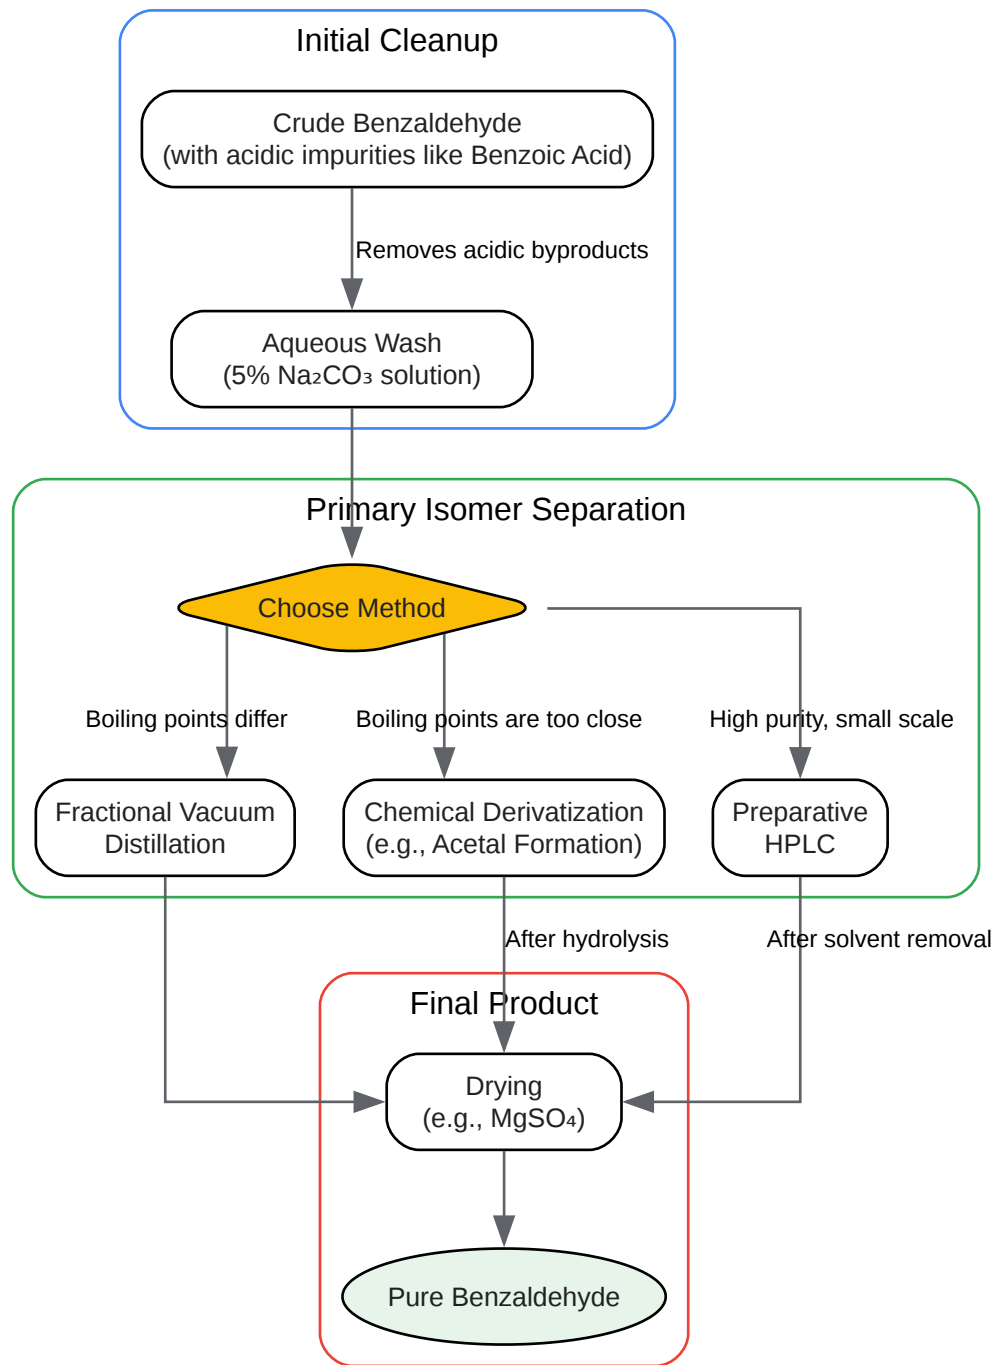 Initial Cleanup
Crude Benzaldehyde
(with acidic impurities like Benzoic Acid)
Removes acidic byproducts
Aqueous Wash
(5% Na₂CO₃ solution)
Primary Isomer Separation
Choose Method
Boiling points differ
Boiling points are too close
High purity, small scale
Fractional Vacuum
Distillation
Chemical Derivatization
(e.g., Acetal Formation)
Preparative
HPLC
After hydrolysis
After solvent removal
Final Product
Drying
(e.g., MgSO₄)
Pure Benzaldehyde